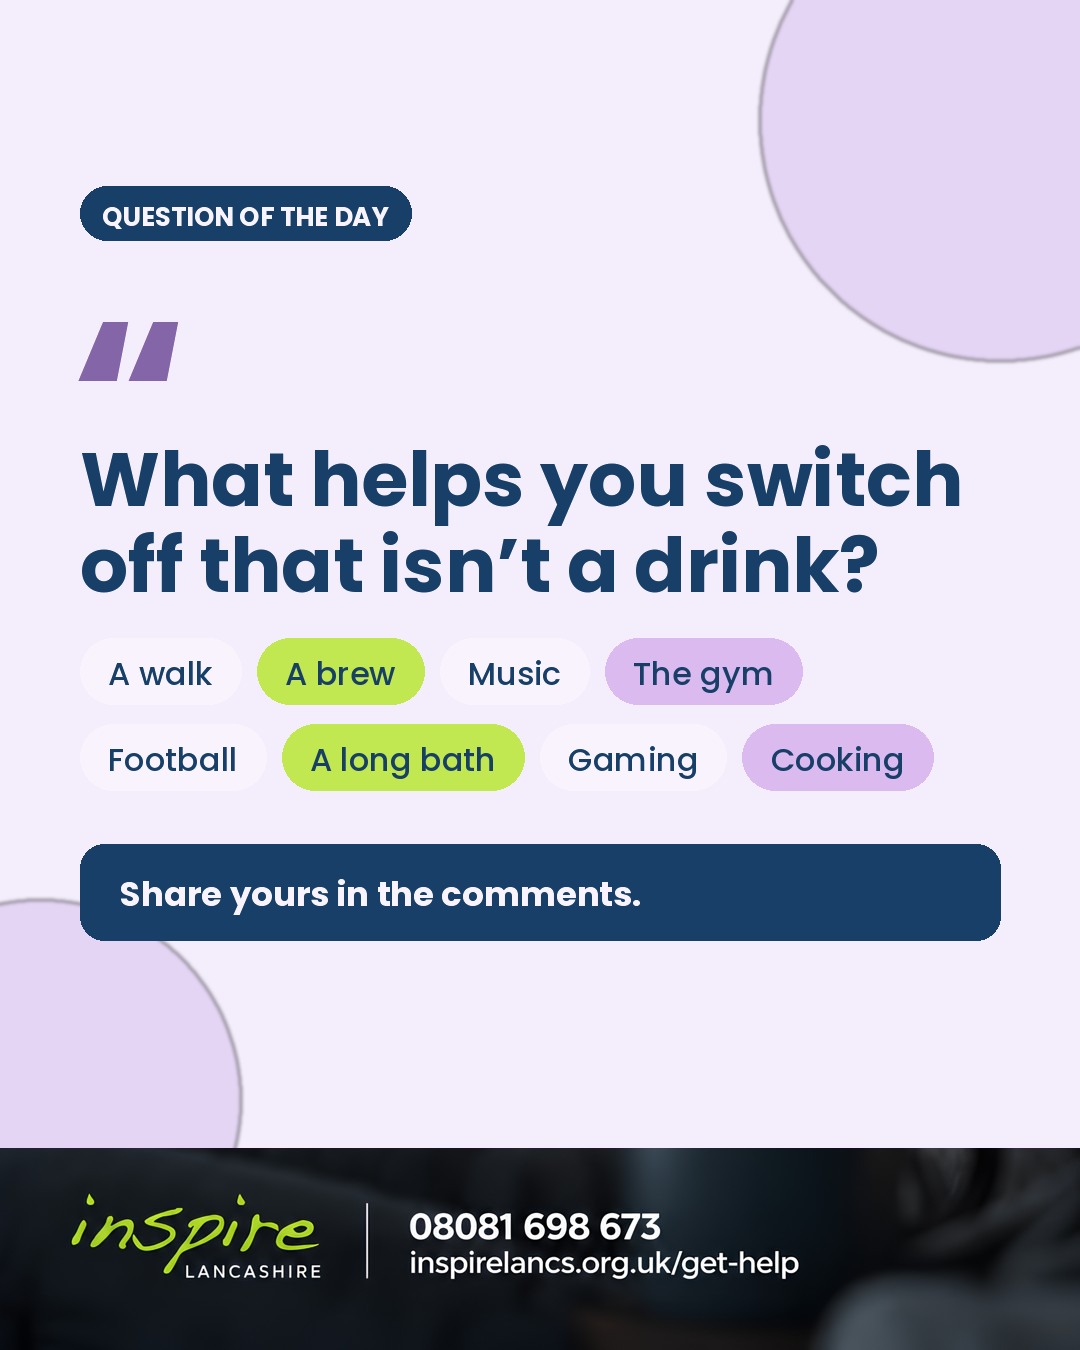 QUESTION OF THE DAY
“
What helps you switch
off that isn’t a drink?
A walk A brew Music The gym
Football A long bath Gaming Cooking
Share yours in the comments.
inspire
LANCASHIRE
08081 698 673
inspirelancs.org.uk/get-help